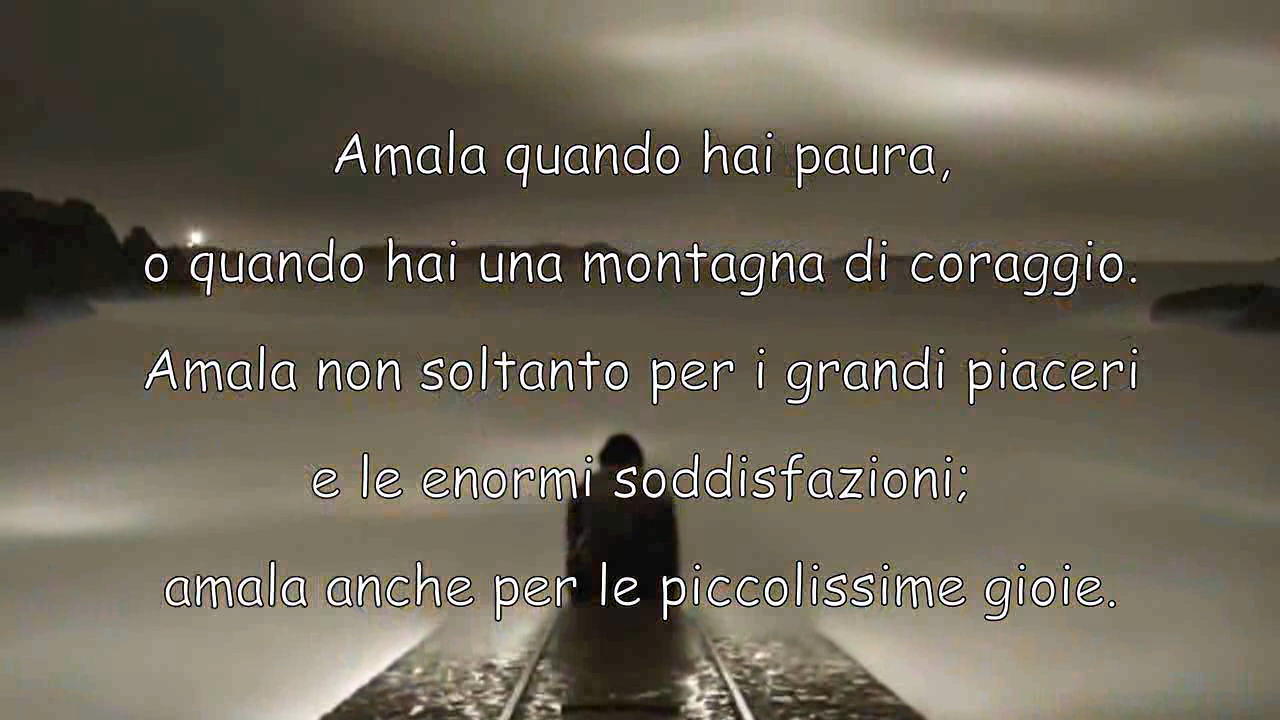 Amala quando hai paura,
o quando hai una montagna di coraggio.
Amala non soltanto per i grandi piaceri
e le enormi soddisfazioni;
amala anche per le piccolissime gioie.